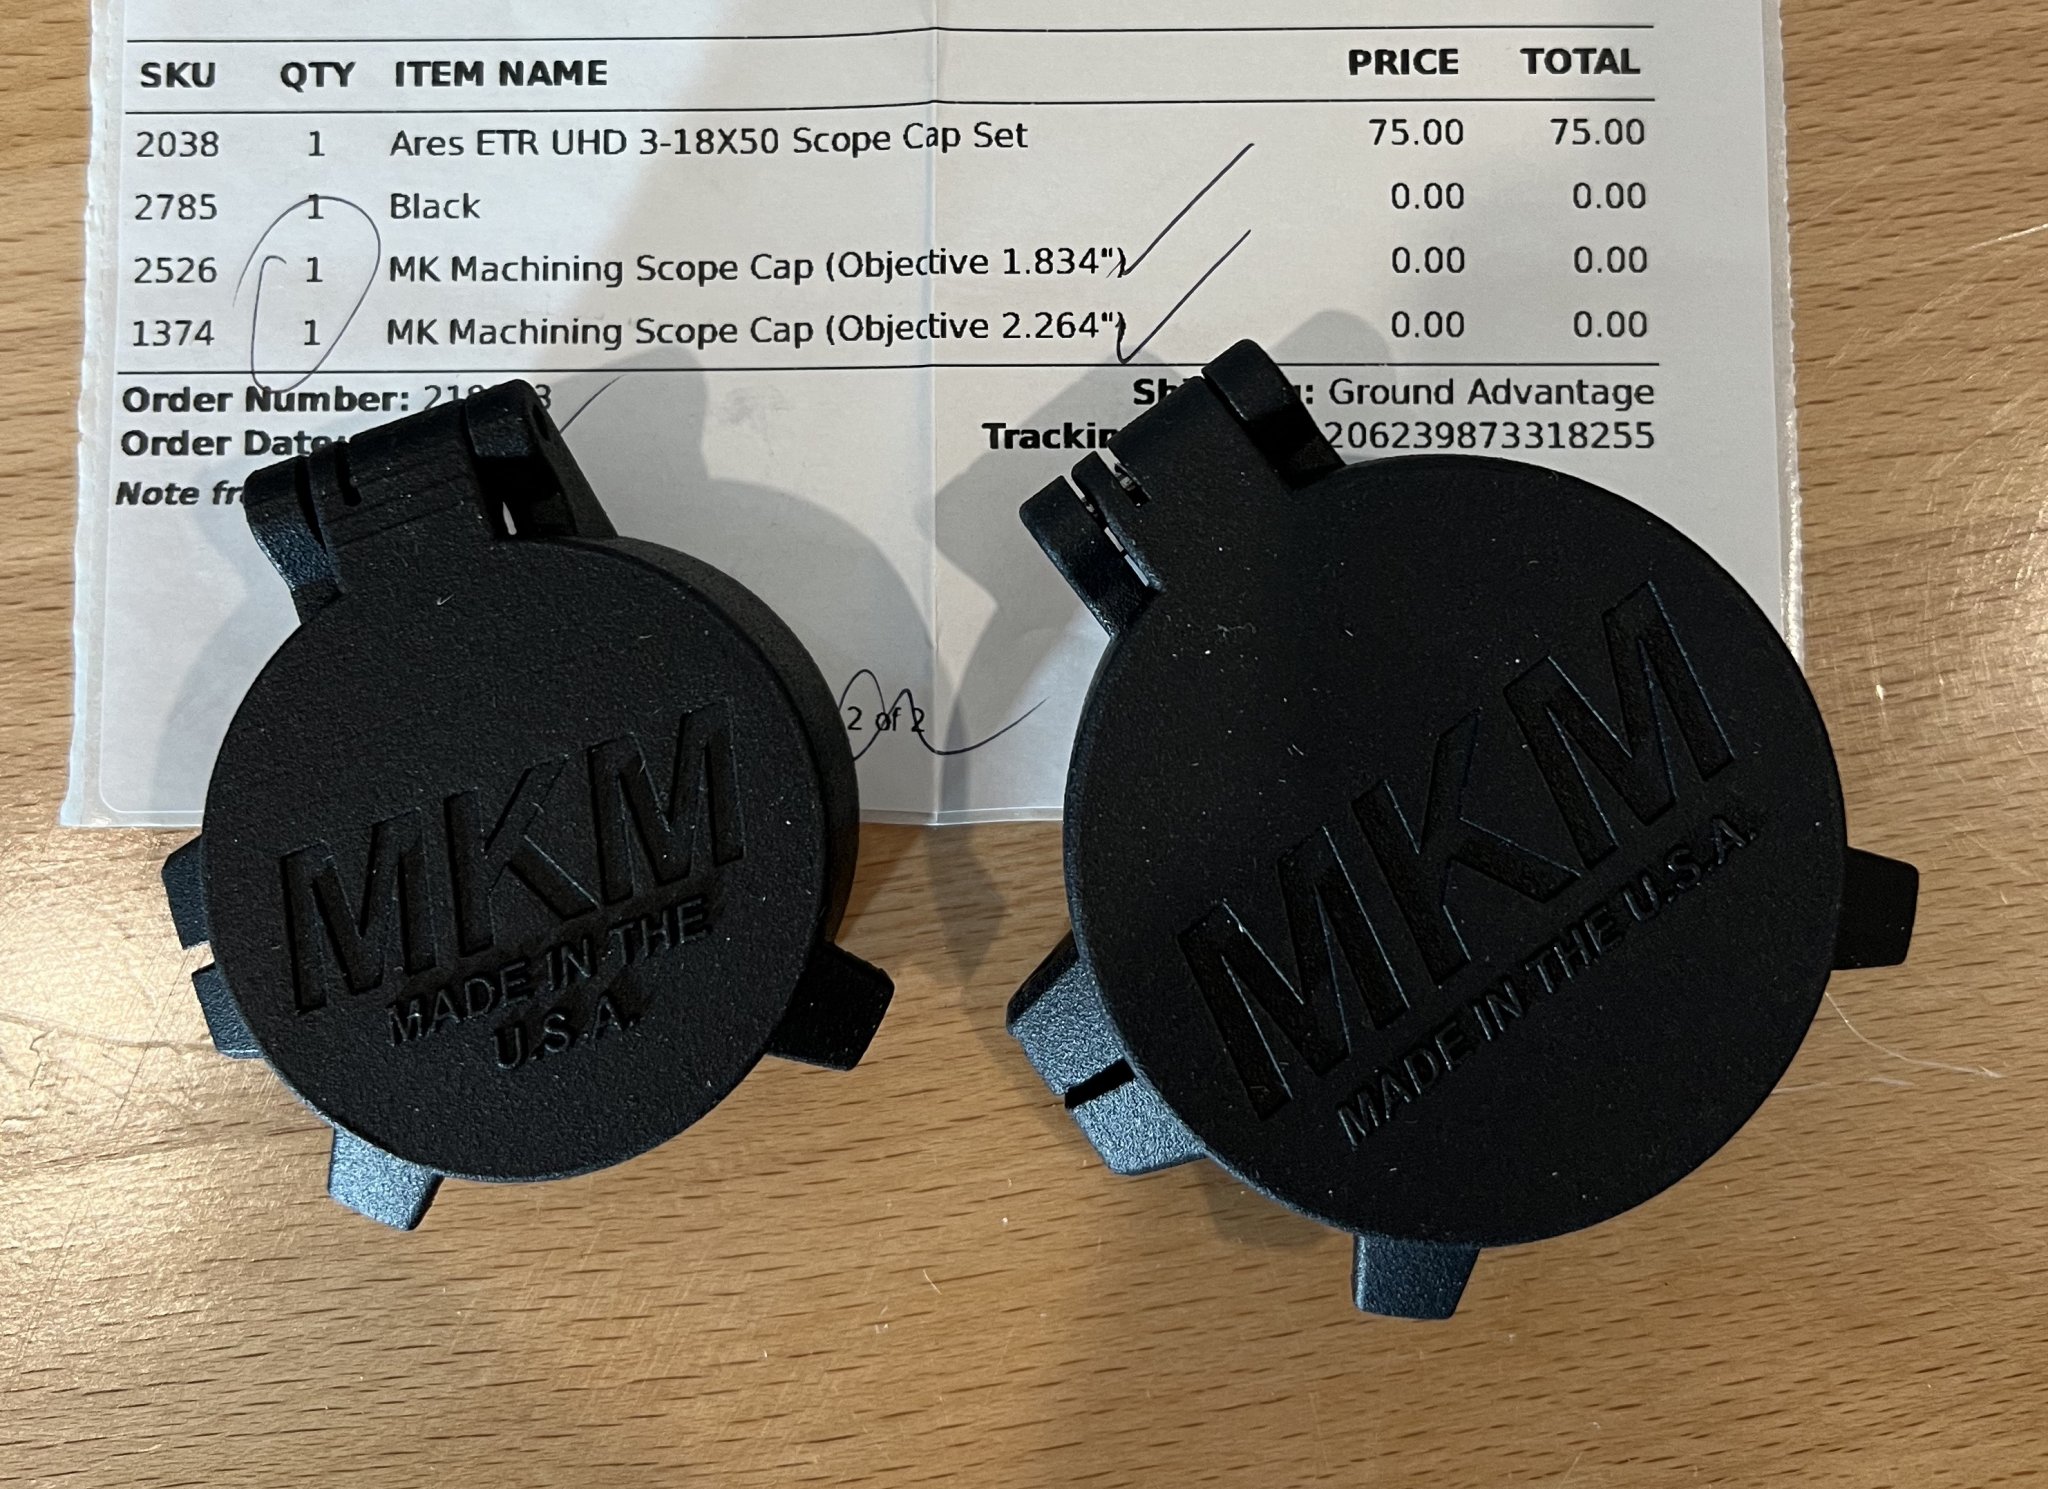 SKU QTY ITEM NAME PRICE TOTAL
2038 1 Ares ETR UHD 3-18X50 Scope Cap Set 75.00 75.00
2785 1 Black 0.00 0.00
2526 1 MK Machining Scope Cap (Objective 1.834") 0.00 0.00
1374 1 MK Machining Scope Cap (Objective 2.264") 0.00 0.00
Order Number: Ground Advantage
Order Date: 206239873318255
Note
2 of 2
MKM
MADE IN THE
U.S.A.
MKM
MADE IN THE U.S.A.